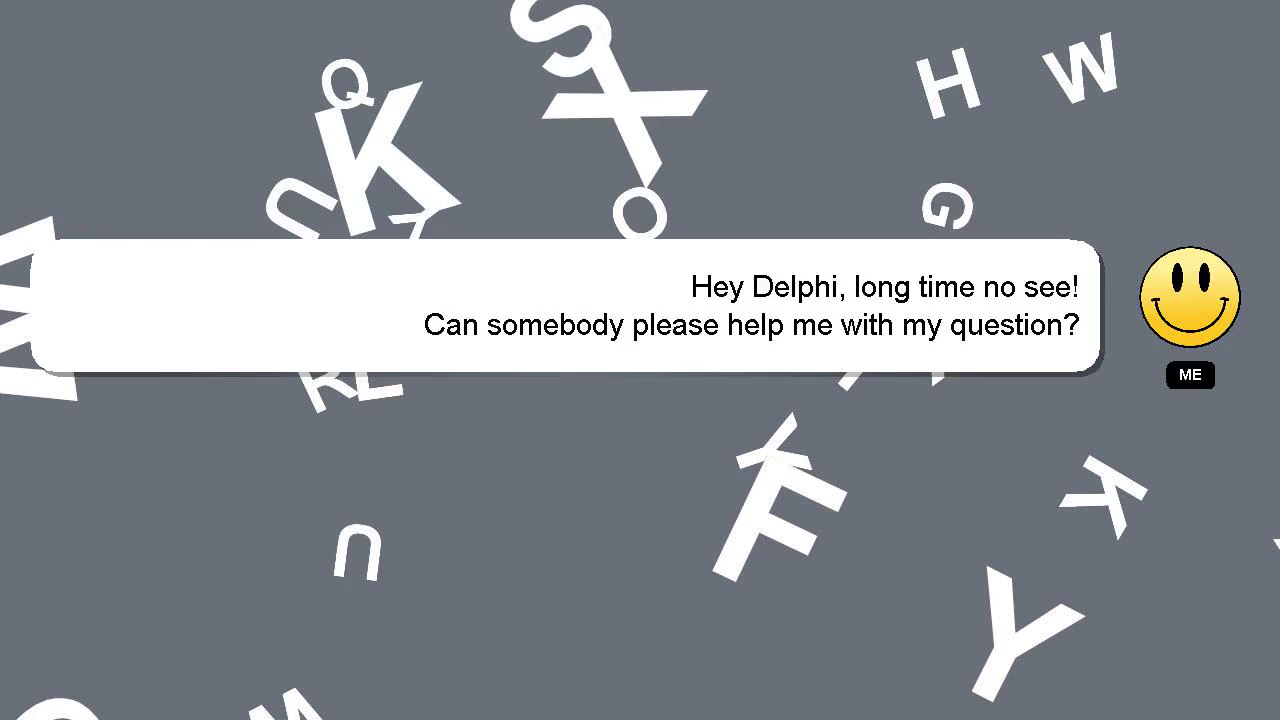 Q
S
K
X
H
W
G
O
Hey Delphi, long time no see!
Can somebody please help me with my question?
ME
K
F
K
U
Y
M